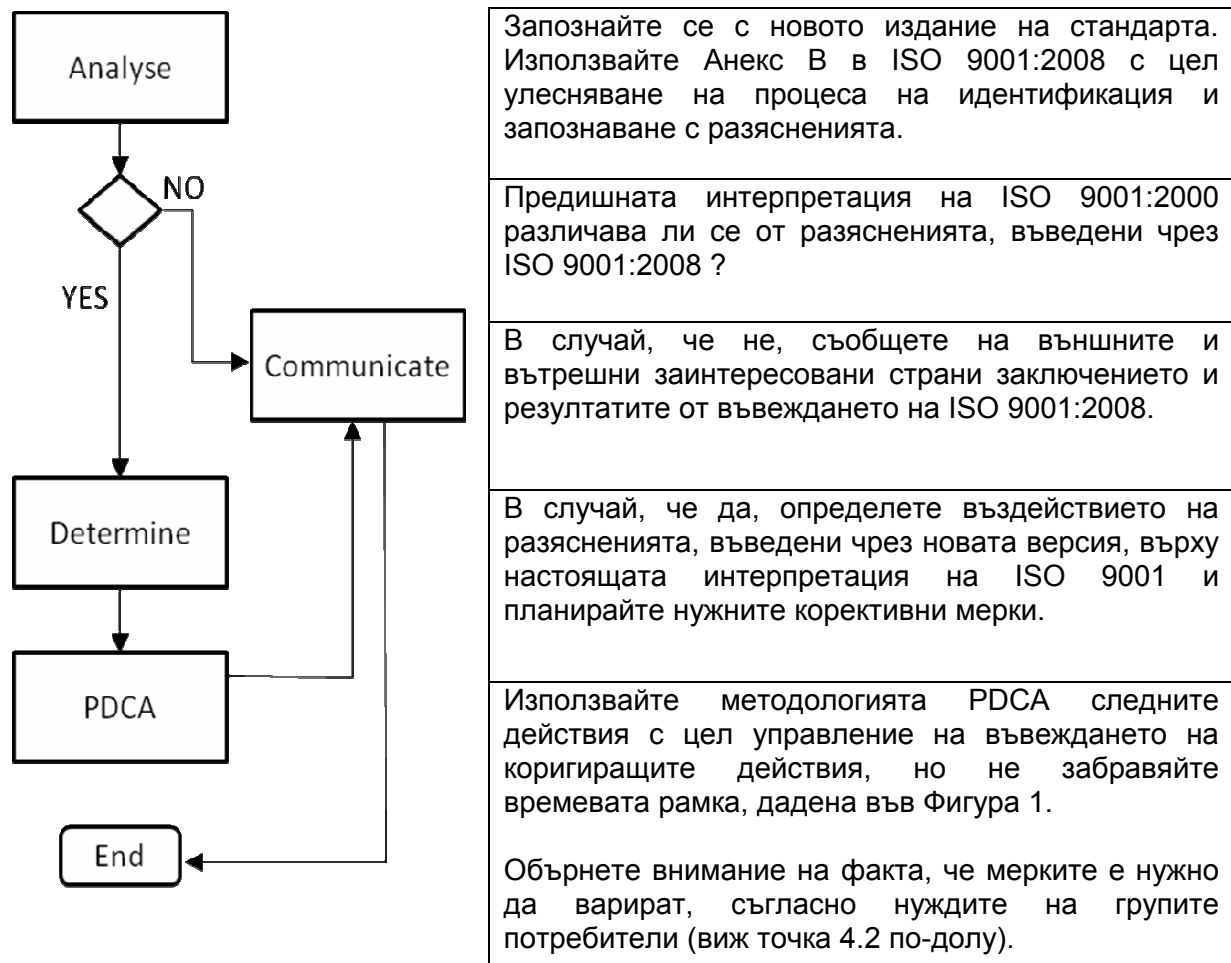 Analyse
NO
YES
Communicate
Determine
PDCA
End
Запознайте се с новото издание на стандарта.
Използвайте Анекс B в ISO 9001:2008 с цел
улесняване на процеса на идентификация и
запознаване с разясненията.
Предишната интерпретация на ISO 9001:2000
различава ли се от разясненията, въведени чрез
ISO 9001:2008 ?
В случай, че не, съобщете на външните и
вътрешни заинтересовани страни заключението и
резултатите от въвеждането на ISO 9001:2008.
В случай, че да, определете въздействието на
разясненията, въведени чрез новата версия, върху
настоящата интерпретация на ISO 9001 и
планирайте нужните корективни мерки.
Използвайте методологията PDCA следните
действия с цел управление на въвеждането на
коригиращите действия, но не забравяйте
времевата рамка, дадена във Фигура 1.
Обърнете внимание на факта, че мерките е нужно
да варират, съгласно нуждите на групите
потребители (виж точка 4.2 по-долу).